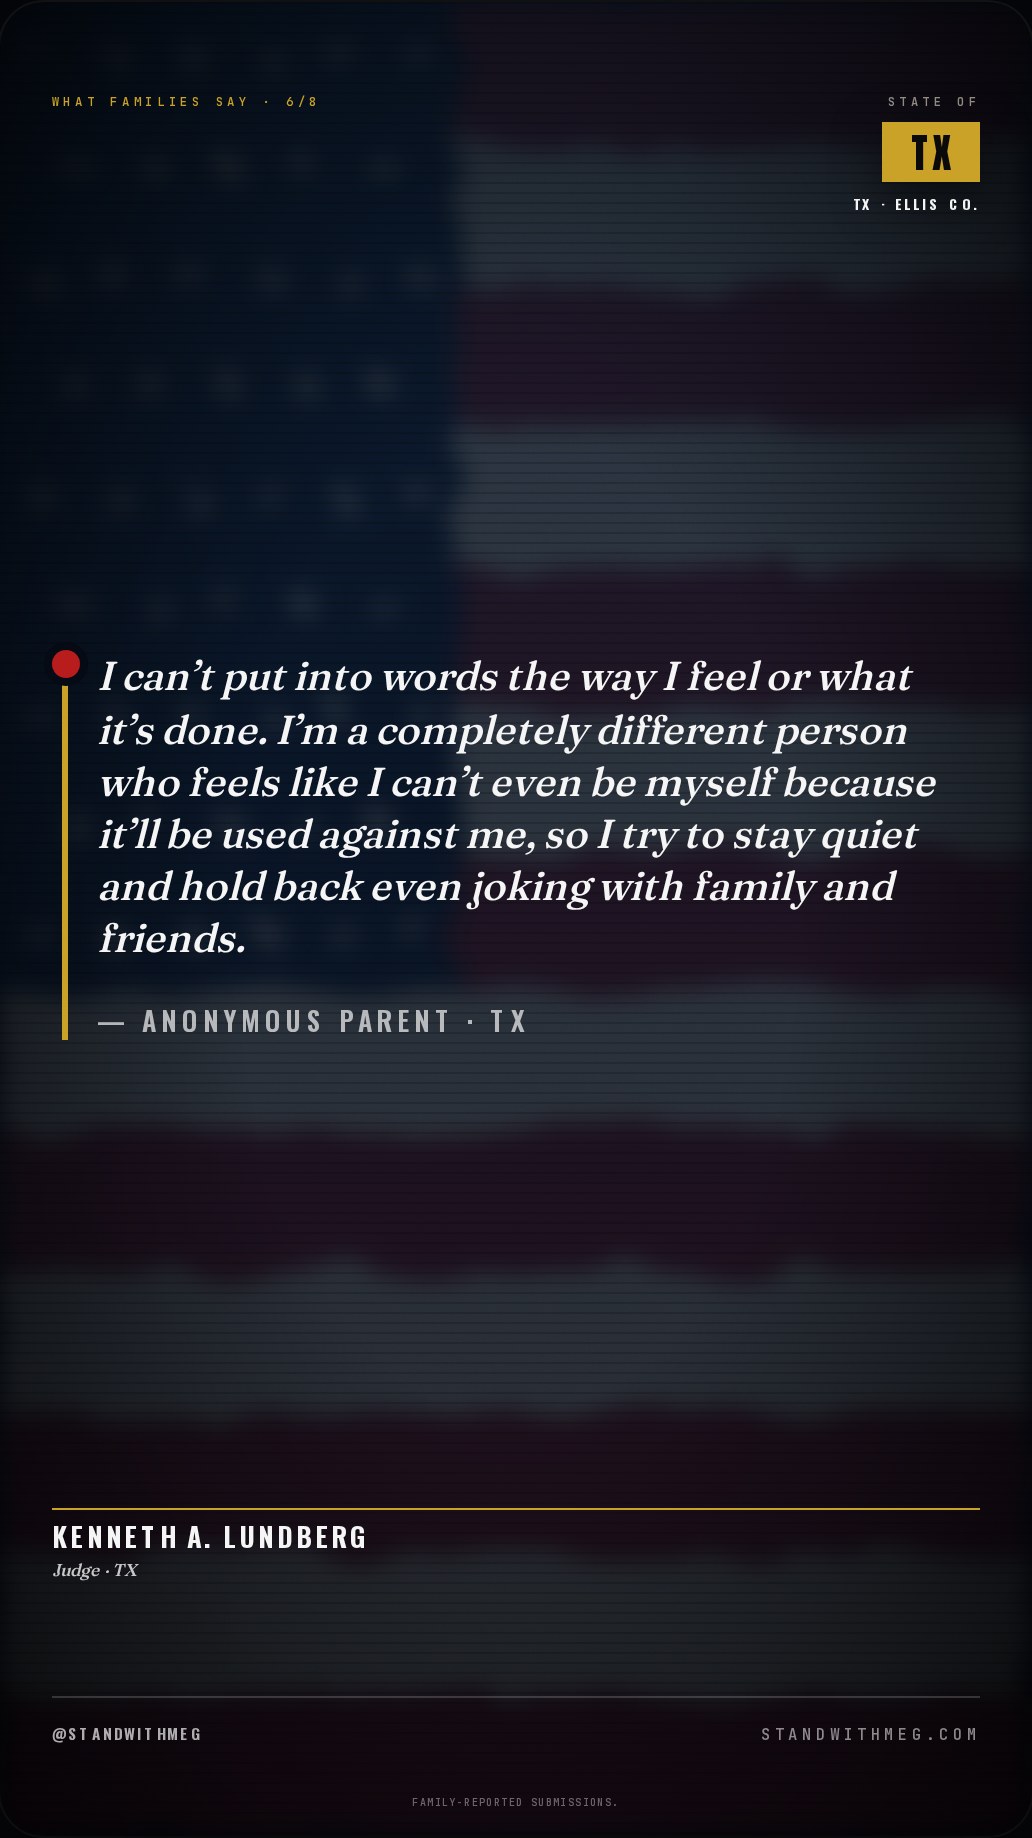 WHAT FAMILIES SAY · 6/8
STATE OF
TX
TX · ELLIS CO.
I can’t put into words the way I feel or what
it’s done. I’m a completely different person
who feels like I can’t even be myself because
it’ll be used against me, so I try to stay quiet
and hold back even joking with family and
friends.
— ANONYMOUS PARENT · TX
KENNETH A. LUNDBERG
Judge · TX
@STANDWITHMEG
STANDWITHMEG.COM
FAMILY-REPORTED SUBMISSIONS.